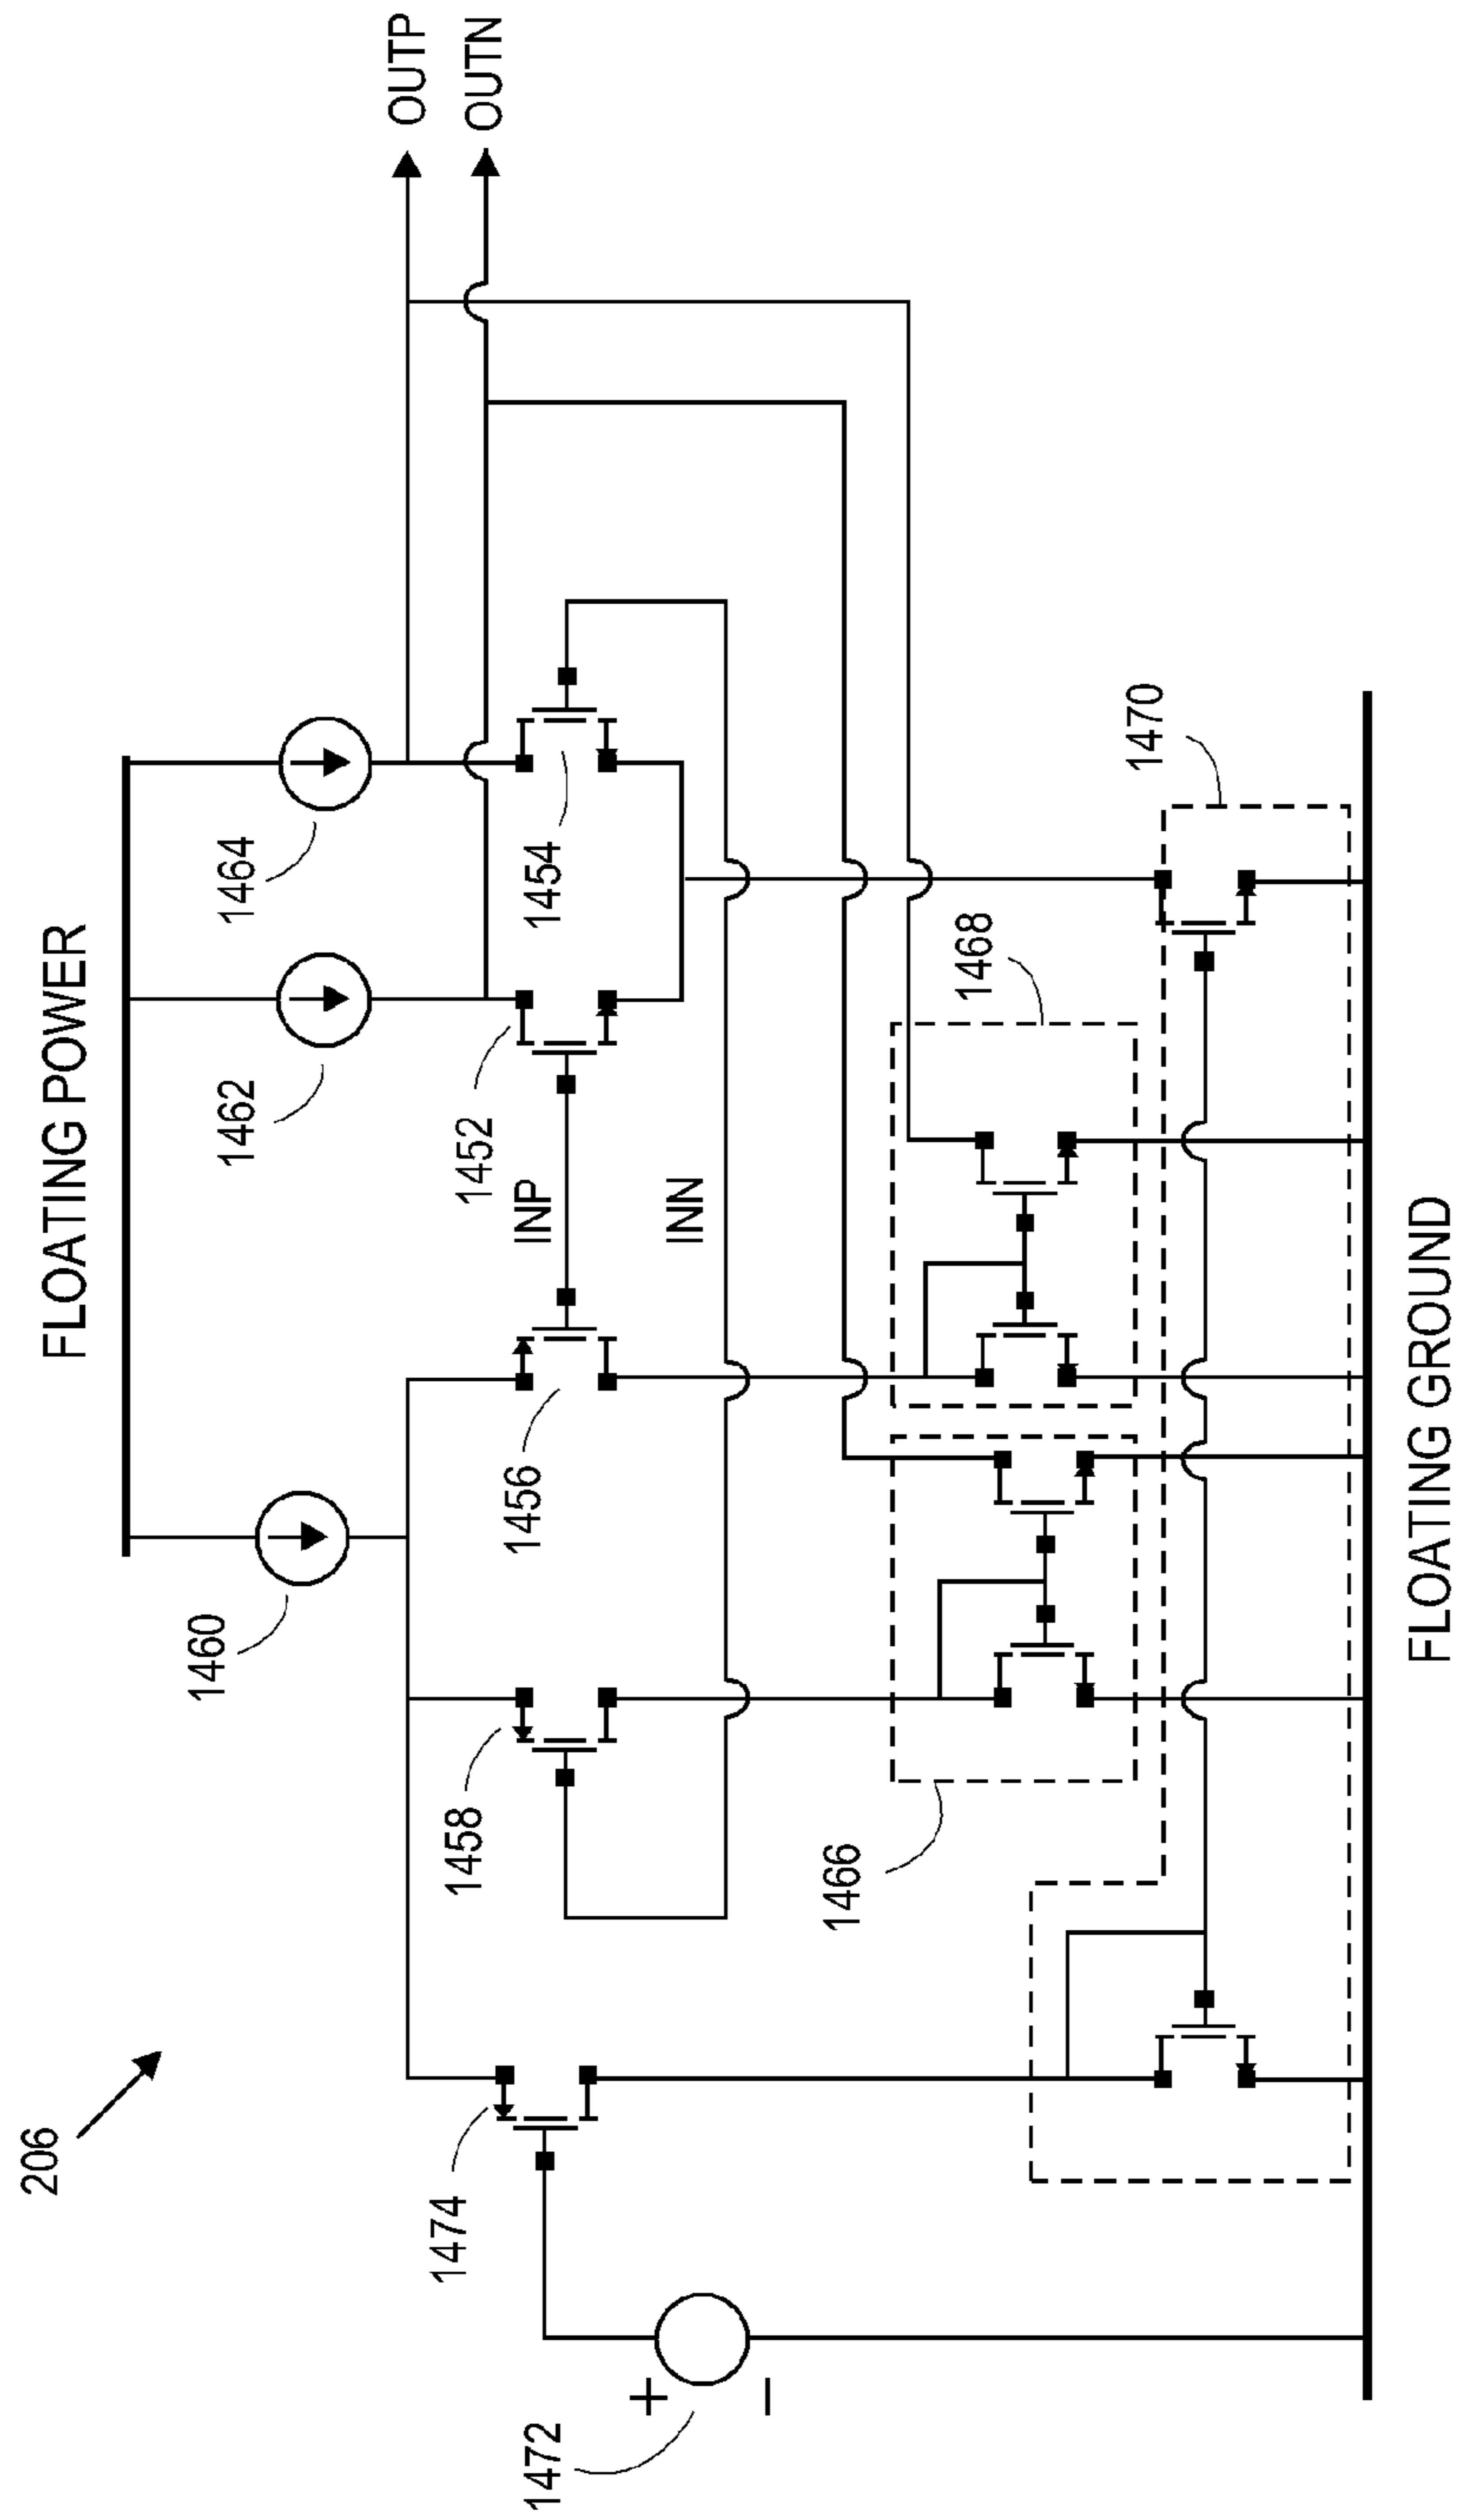 206
FLOATING POWER
1460
1462
1464
OUTP
OUTN
1474
1458
1456
1452
1454
INP
INN
1472
+
−
1466
1468
1470
FLOATING GROUND